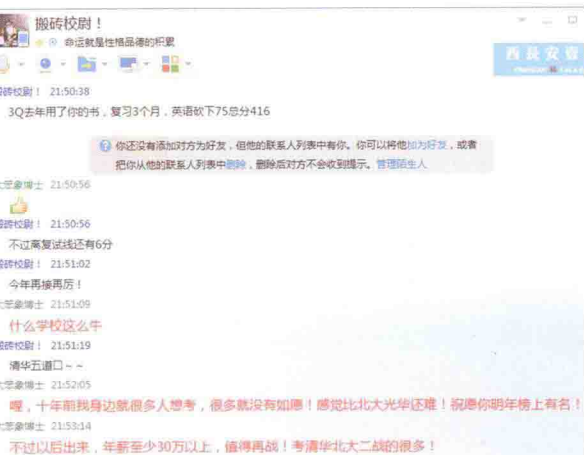 搬砖校尉！
命运就是性格品德的积累
西辰安壹
搬砖校尉！ 21:50:38
3Q去年用了你的书，复习3个月，英语砍下75总分416
你还没有添加对方为好友，但他的联系人列表中有你。你可以将他加为好友，或者
把你从他的联系人列表中删除，删除后对方不会收到提示。管理陌生人
大笨象博士 21:50:56
搬砖校尉！ 21:50:56
不过离复试线还有6分
搬砖校尉！ 21:51:02
今年再接再厉！
大笨象博士 21:51:09
什么学校这么牛
搬砖校尉！ 21:51:19
清华五道口～～
大笨象博士 21:52:05
喔，十年前我身边就很多人想考，很多就没有如愿！感觉比北大光华还难！祝愿你明年榜上有名！
大笨象博士 21:53:14
不过以后出来，年薪至少30万以上，值得再战！考清华北大二战的很多！